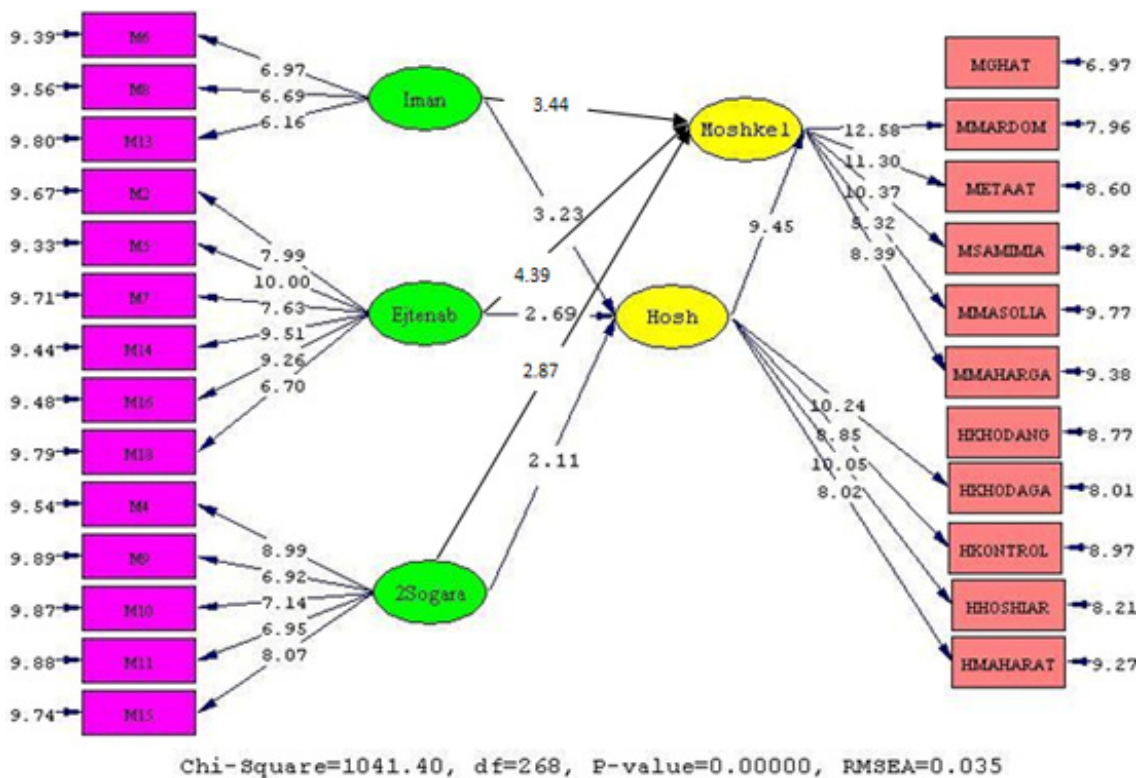 9.39 M6
9.56 M8
9.80 M13
9.67 M2
9.33 M5
9.71 M7
9.44 M14
9.48 M16
9.79 M18
9.54 M4
9.89 M9
9.87 M10
9.88 M11
9.74 M15
6.97
6.69
6.16
7.99
10.00
7.63
9.51
9.26
6.70
8.99
6.92
7.14
6.95
8.07
Iman
Ejtenab
2Sogara
3.44
3.23
4.39
2.69
2.87
2.11
Moshkel
Hosh
9.45
12.58
11.30
10.37
9.32
8.39
10.24
8.85
10.05
8.02
MGHAT 6.97
MMARDOM 7.96
METAAT 8.60
MSAMIMIA 8.92
MMASOLIA 9.77
MMAHARGA 9.38
HKHODANG 8.77
HKHODAGA 8.01
HKONTROL 8.97
HHOSHIAR 8.21
HMAHARAT 9.27
Chi-Square=1041.40, df=268, P-value=0.00000, RMSEA=0.035